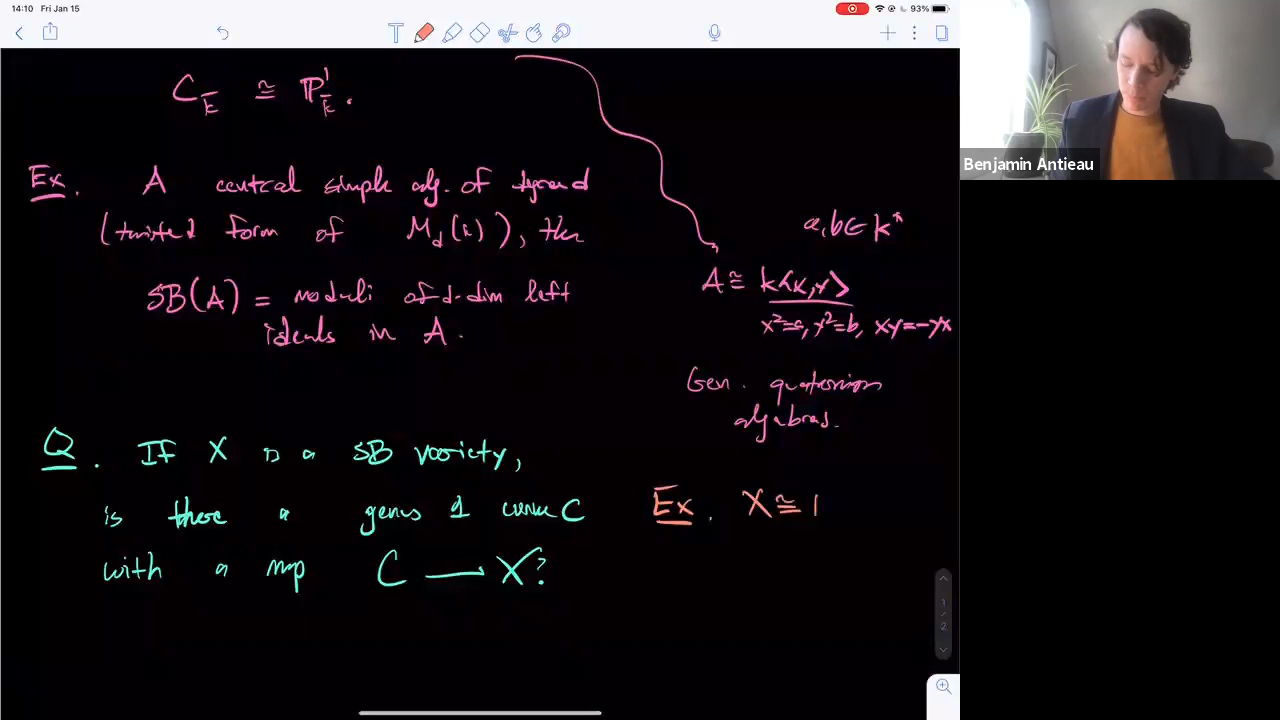 14:10 Fri Jan 15
93%
C_k̄ ≅ ℙ¹_k̄.
Ex. A central simple alg. of degree d
(twisted form of M_d(k)), then
SB(A) = moduli of d-dim left
ideals in A.
a,b ∈ k*
A ≅ k<x,y>
x²=a, y²=b, xy=-yx
Gen. quaternion
algebras.
Q. If X is a SB variety,
is there a genus 1 curve C
with a map C — X?
Ex. X ≅
Benjamin Antieau
1
/
2